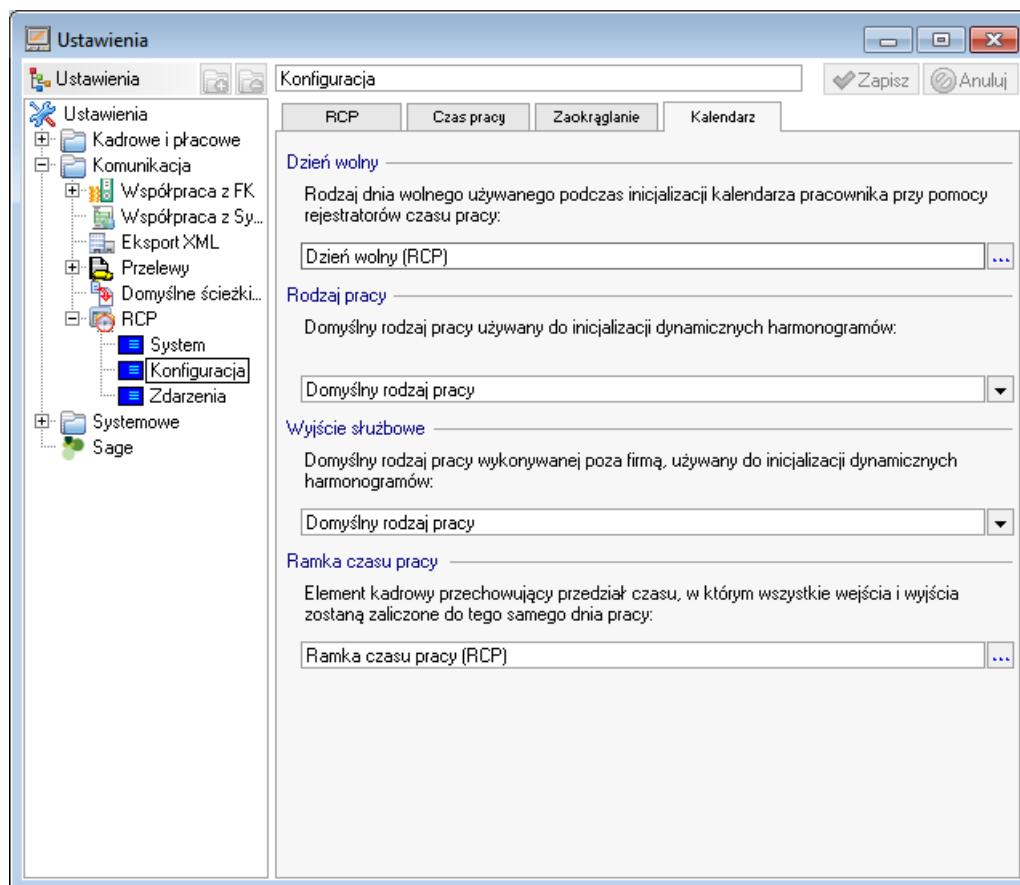 Ustawienia
Ustawienia
Konfiguracja
Zapisz
Anuluj
Ustawienia
Kadrowe i płacowe
Komunikacja
Współpraca z FK
Współpraca z Sy...
Eksport XML
Przelewy
Domyślne ścieżki...
RCP
System
Konfiguracja
Zdarzenia
Systemowe
Sage
RCP
Czas pracy
Zaokrąglanie
Kalendarz
Dzień wolny
Rodzaj dnia wolnego używanego podczas inicjalizacji kalendarza pracownika przy pomocy
rejestratorów czasu pracy:
Dzień wolny (RCP)
...
Rodzaj pracy
Domyślny rodzaj pracy używany do inicjalizacji dynamicznych harmonogramów:
Domyślny rodzaj pracy
Wyjście służbowe
Domyślny rodzaj pracy wykonywanej poza firmą, używany do inicjalizacji dynamicznych
harmonogramów:
Domyślny rodzaj pracy
Ramka czasu pracy
Element kadrowy przechowujący przedział czasu, w którym wszystkie wejścia i wyjścia
zostaną zaliczone do tego samego dnia pracy:
Ramka czasu pracy (RCP)
...